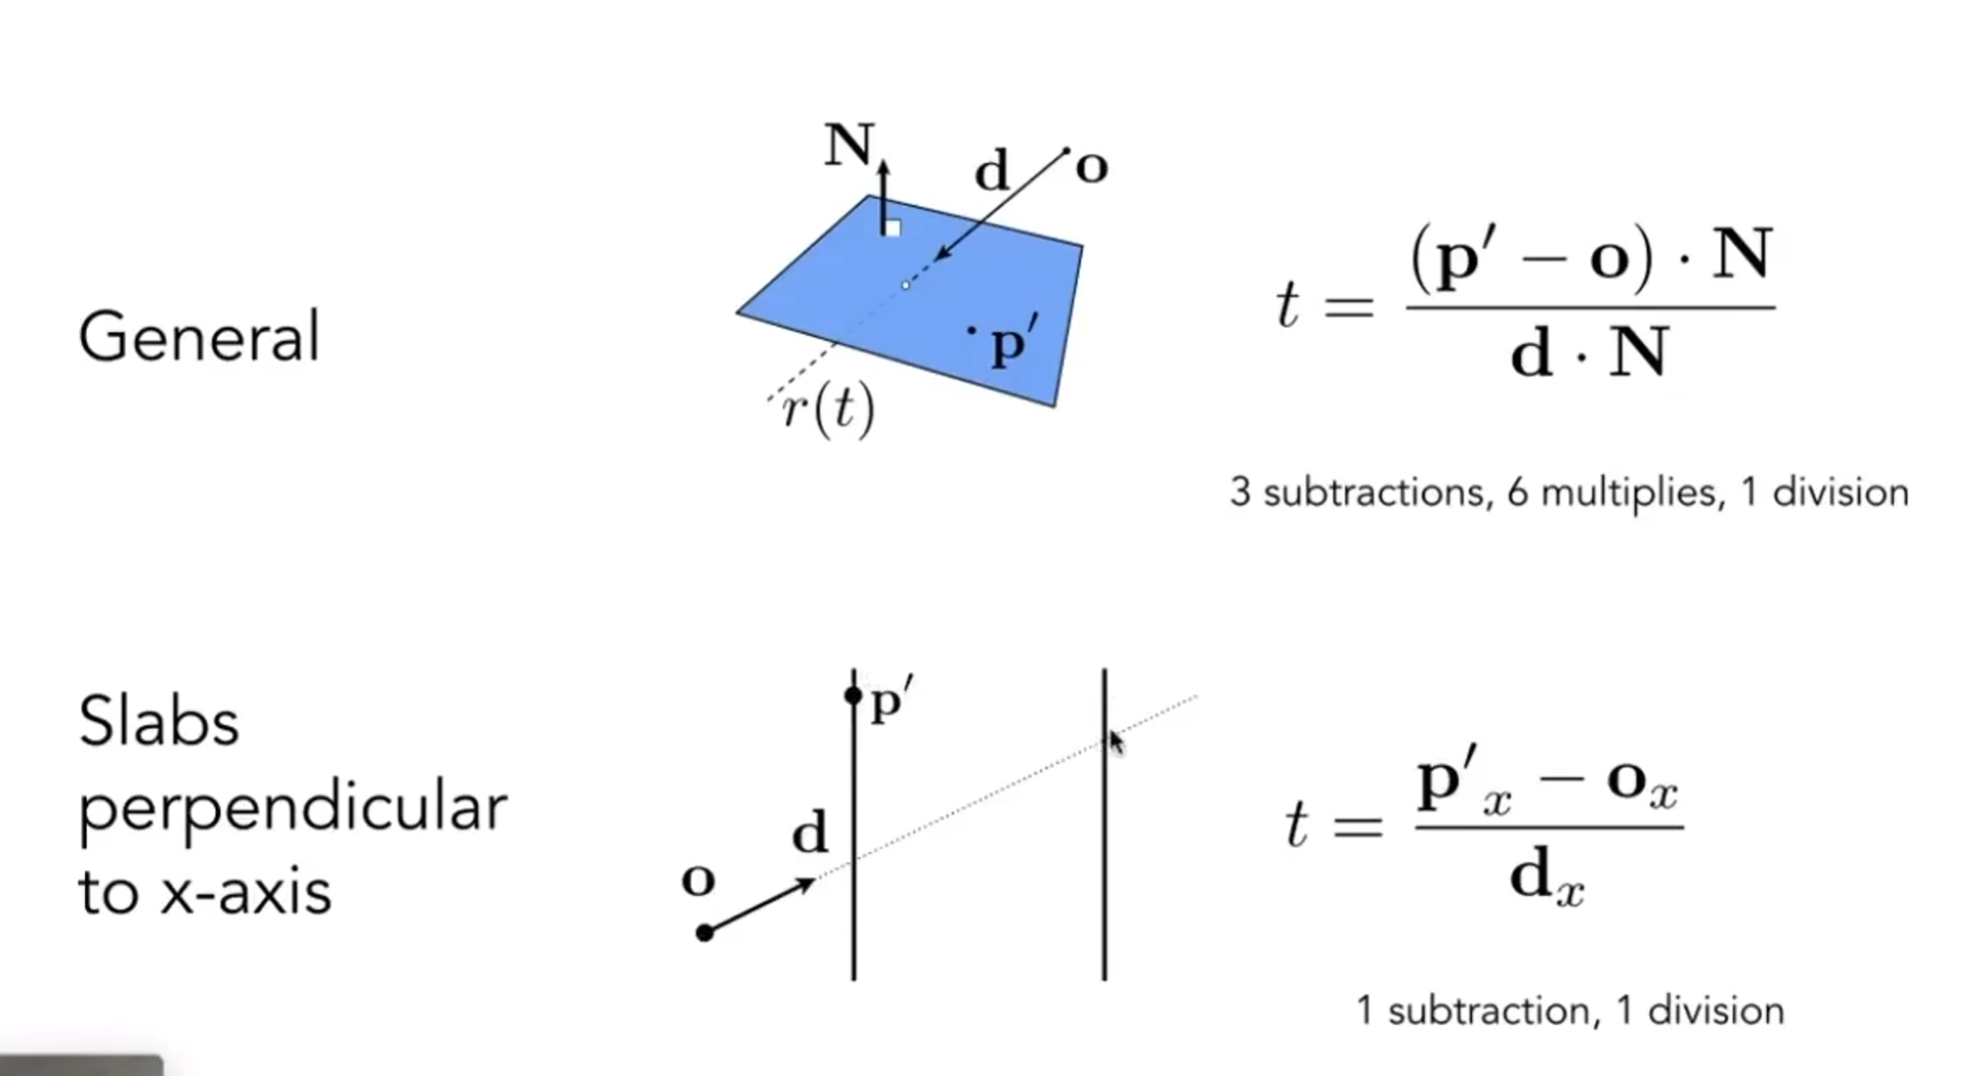 General
N
d
o
p′
r(t)
t = (p′ − o) · N / d · N
3 subtractions, 6 multiplies, 1 division
Slabs
perpendicular
to x-axis
p′
d
o
t = p′ₓ − oₓ / dₓ
1 subtraction, 1 division